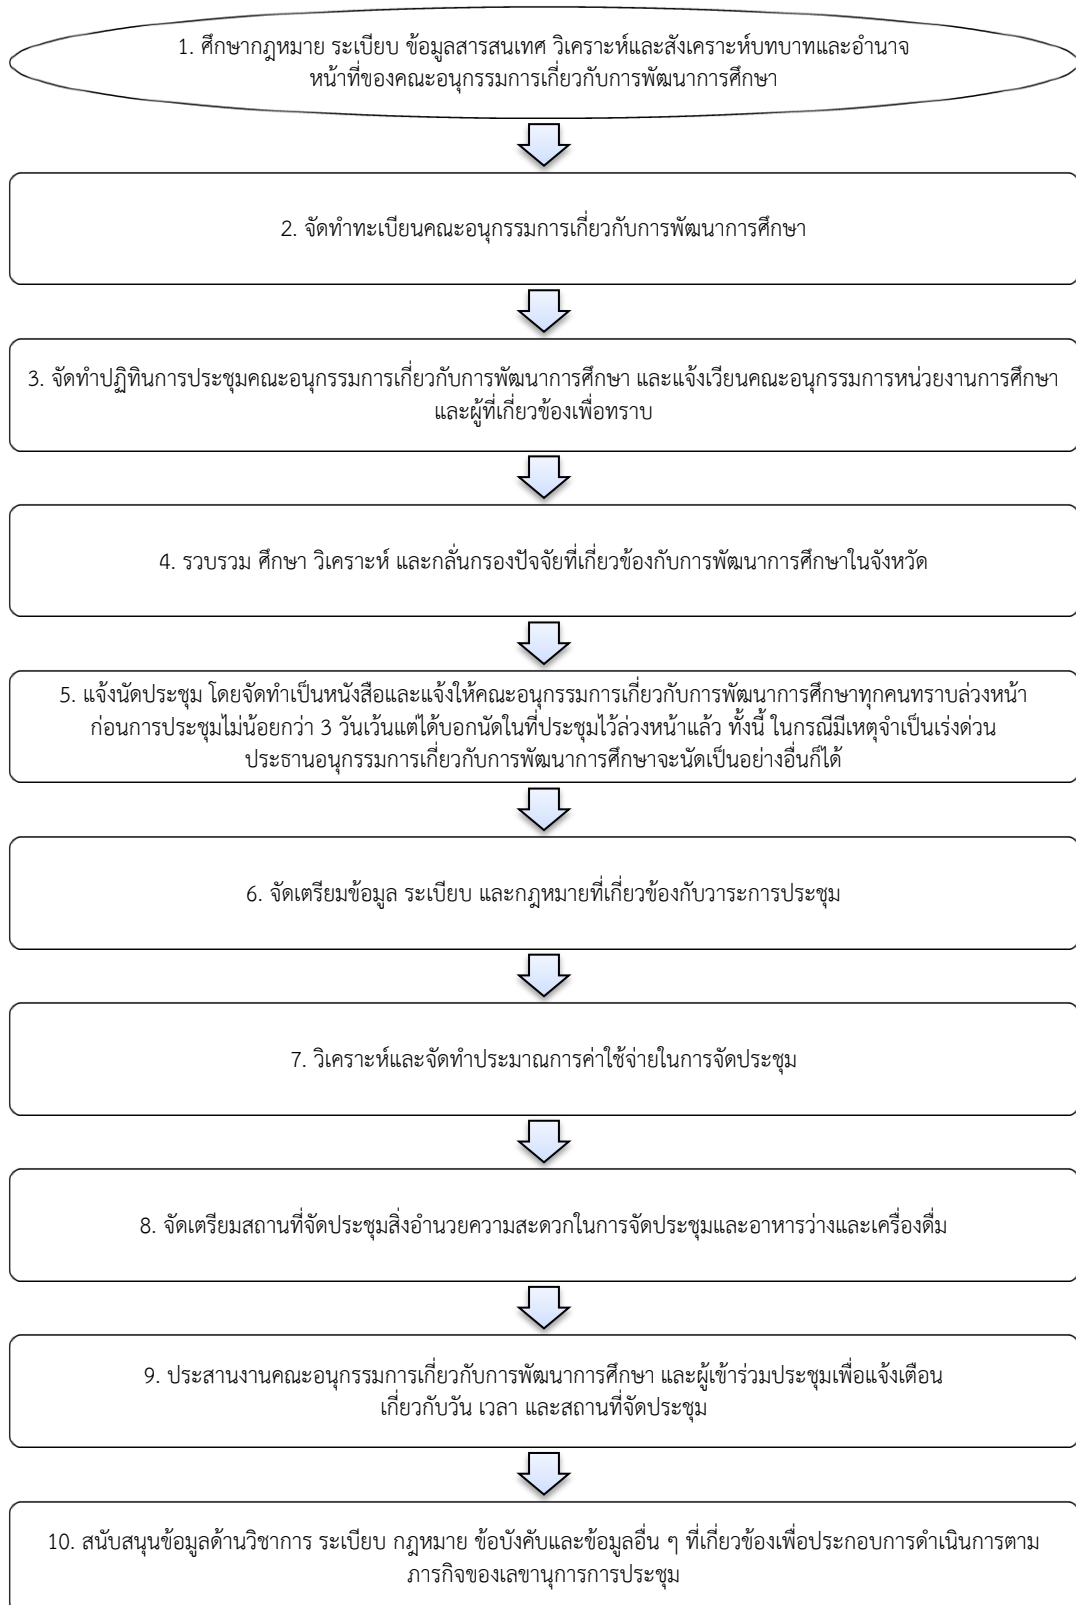 1. ศึกษากฎหมาย ระเบียบ ข้อมูลสารสนเทศ วิเคราะห์และสังเคราะห์บทบาทและอำนาจ
หน้าที่ของคณะอนุกรรมการเกี่ยวกับการพัฒนาการศึกษา
2. จัดทำทะเบียนคณะอนุกรรมการเกี่ยวกับการพัฒนาการศึกษา
3. จัดทำปฏิทินการประชุมคณะอนุกรรมการเกี่ยวกับการพัฒนาการศึกษา และแจ้งเวียนคณะอนุกรรมการหน่วยงานการศึกษา
และผู้ที่เกี่ยวข้องเพื่อทราบ
4. รวบรวม ศึกษา วิเคราะห์ และกลั่นกรองปัจจัยที่เกี่ยวข้องกับการพัฒนาการศึกษาในจังหวัด
5. แจ้งนัดประชุม โดยจัดทำเป็นหนังสือและแจ้งให้คณะอนุกรรมการเกี่ยวกับการพัฒนาการศึกษาทุกคนทราบล่วงหน้า
ก่อนการประชุมไม่น้อยกว่า 3 วันเว้นแต่ได้บอกนัดในที่ประชุมไว้ล่วงหน้าแล้ว ทั้งนี้ ในกรณีมีเหตุจำเป็นเร่งด่วน
ประธานอนุกรรมการเกี่ยวกับการพัฒนาการศึกษาจะนัดเป็นอย่างอื่นก็ได้
6. จัดเตรียมข้อมูล ระเบียบ และกฎหมายที่เกี่ยวข้องกับวาระการประชุม
7. วิเคราะห์และจัดทำประมาณการค่าใช้จ่ายในการจัดประชุม
8. จัดเตรียมสถานที่จัดประชุมสิ่งอำนวยความสะดวกในการจัดประชุมและอาหารว่างและเครื่องดื่ม
9. ประสานงานคณะอนุกรรมการเกี่ยวกับการพัฒนาการศึกษา และผู้เข้าร่วมประชุมเพื่อแจ้งเตือน
เกี่ยวกับวัน เวลา และสถานที่จัดประชุม
10. สนับสนุนข้อมูลด้านวิชาการ ระเบียบ กฎหมาย ข้อบังคับและข้อมูลอื่น ๆ ที่เกี่ยวข้องเพื่อประกอบการดำเนินการตาม
ภารกิจของเลขานุการการประชุม